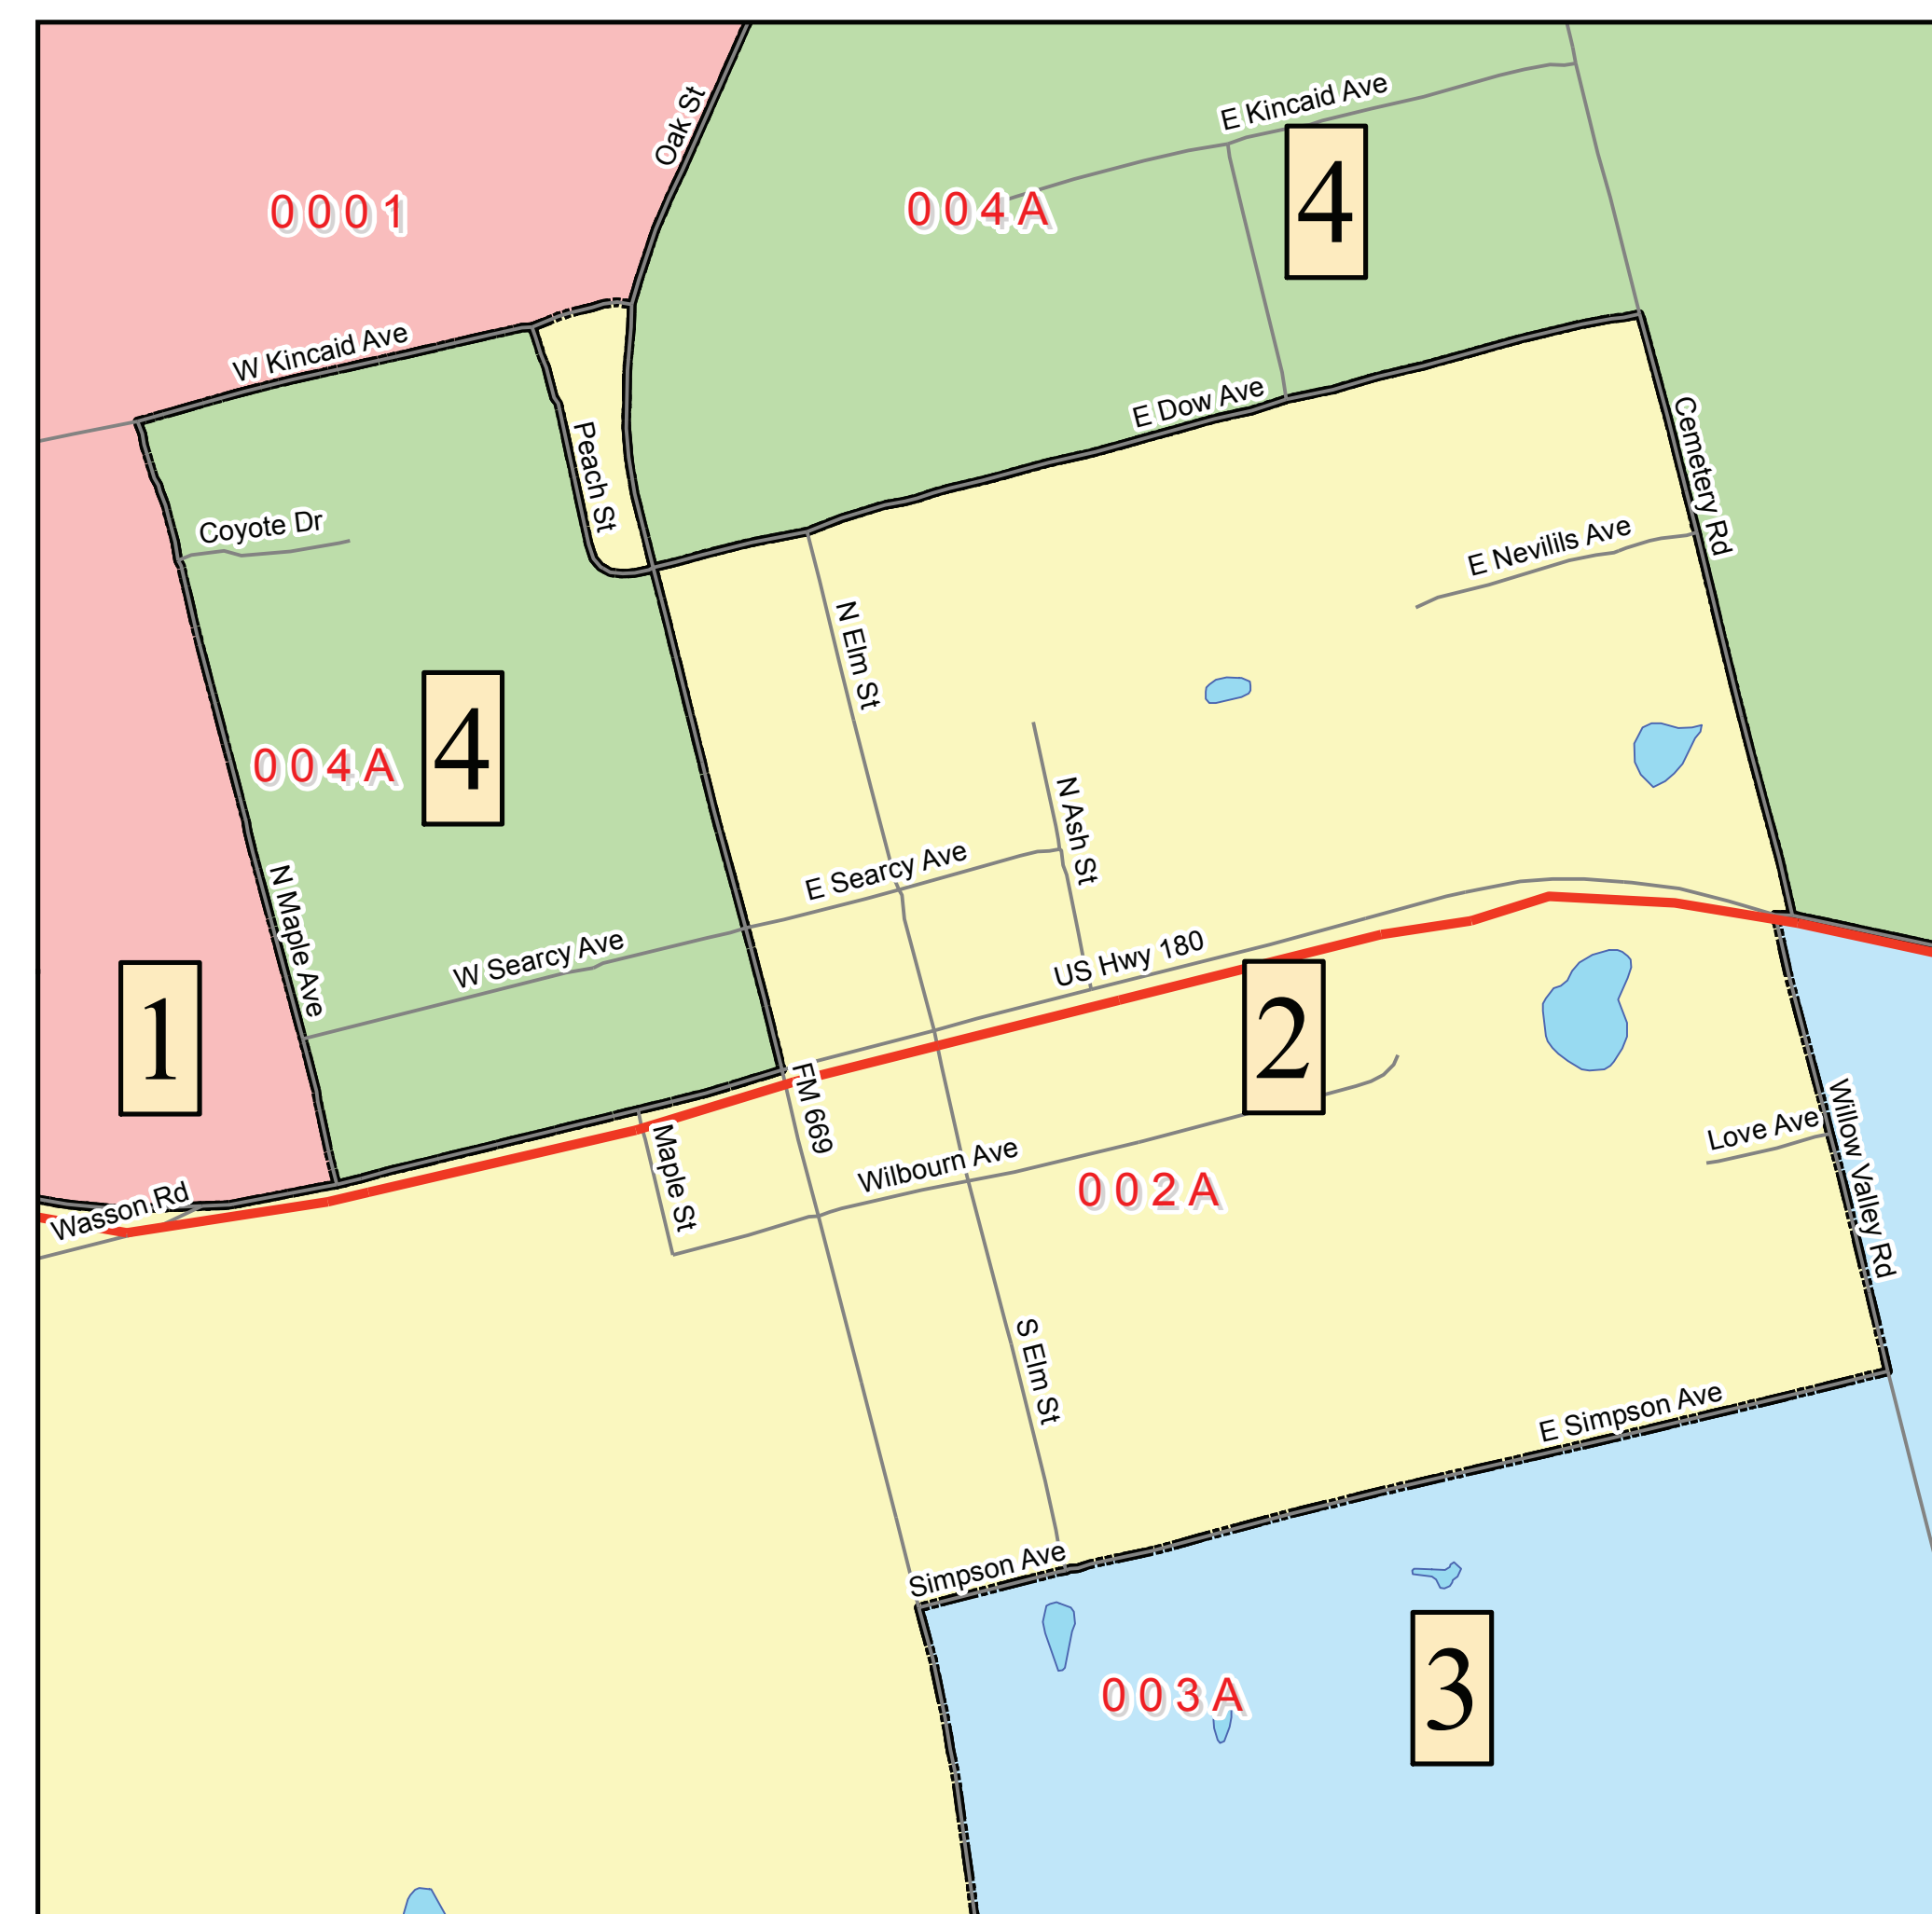 Oak St
E Kincaid Ave
0001
004A
4
W Kincaid Ave
E Dow Ave
Cemetery Rd
Peach St
Coyote Dr
E Nevilils Ave
N Elm St
004A
4
N Ash St
E Searcy Ave
N Maple Ave
W Searcy Ave
US Hwy 180
1
2
FM 669
Maple St
Wilbourn Ave
Love Ave
Willow Valley Rd
002A
Wasson Rd
S Elm St
E Simpson Ave
Simpson Ave
003A
3